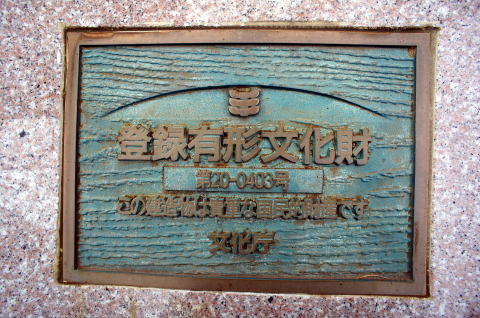 登録有形文化財
第20-0403号
この建造物は貴重な国民的財産です
文化庁